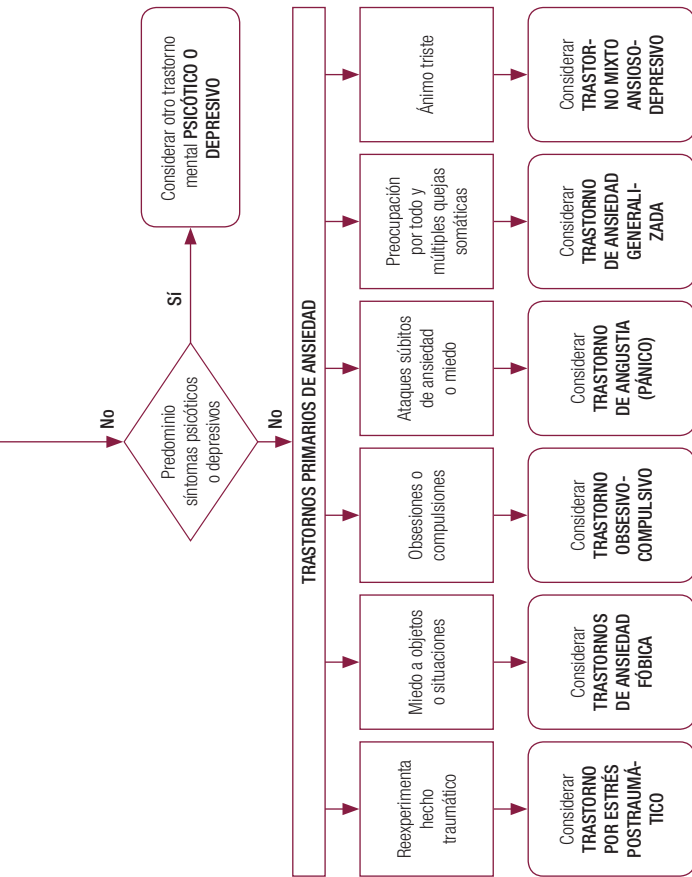 No
Predominio
síntomas psicóticos
o depresivos
Sí
Considerar otro trastorno
mental PSICÓTICO O
DEPRESIVO
No
TRASTORNOS PRIMARIOS DE ANSIEDAD
Reexperimenta
hecho
traumático
Miedo a objetos
o situaciones
Obsesiones o
compulsiones
Ataques súbitos
de ansiedad
o miedo
Preocupación
por todo y
múltiples quejas
somáticas
Ánimo triste
Considerar
TRASTORNO
POR ESTRÉS
POSTRAUMÁ-
TICO
Considerar
TRASTORNOS
DE ANSIEDAD
FÓBICA
Considerar
TRASTORNO
OBSESIVO-
COMPULSIVO
Considerar
TRASTORNO
DE ANGUSTIA
(PÁNICO)
Considerar
TRASTORNO
DE ANSIEDAD
GENERALI-
ZADA
Considerar
TRASTOR-
NO MIXTO
ANSIOSO-
DEPRESIVO